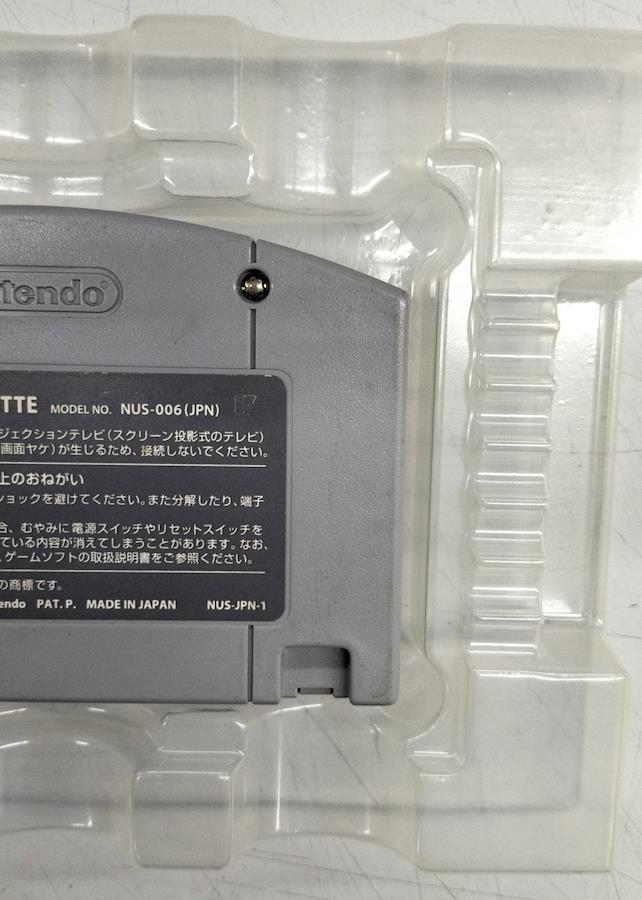 tendo®
TTE MODEL NO. NUS-006(JPN) 17
ジェクションテレビ(スクリーン投影式のテレビ)
画面ヤケ)が生じるため、接続しないでください。
上のおねがい
ショックを避けてください。また分解したり、端子
合、むやみに電源スイッチやリセットスイッチを
ている内容が消えてしまうことがあります。なお、
ゲームソフトの取扱説明書をご参照ください。
の商標です。
endo PAT. P. MADE IN JAPAN NUS-JPN-1